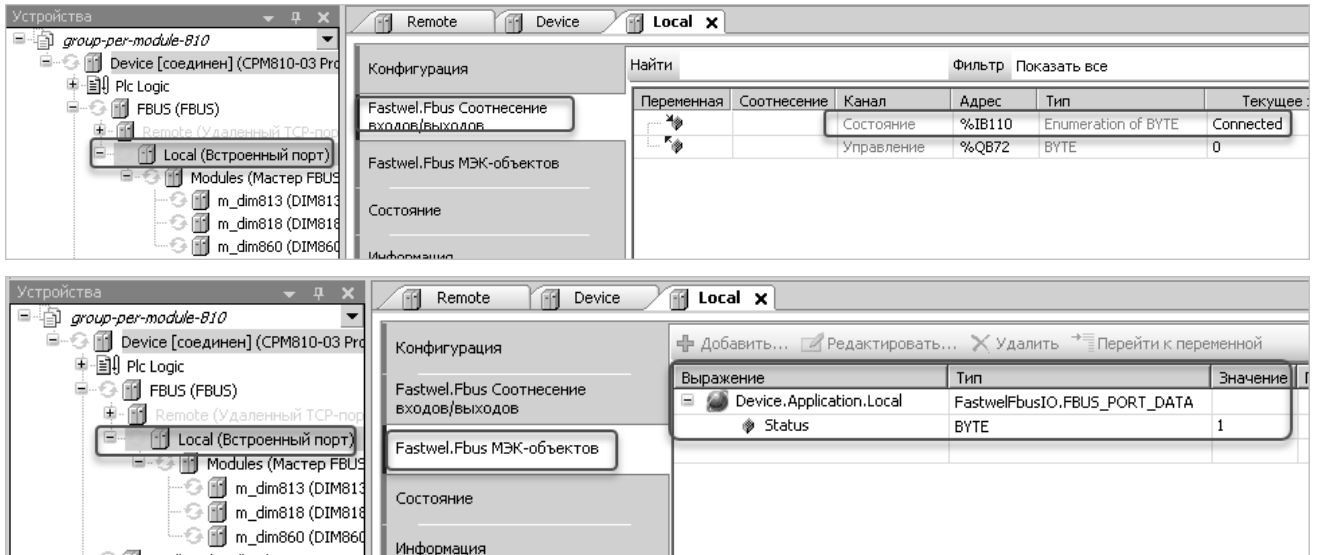 Устройства
group-per-module-810
Device [соединен] (CPM810-03 Pro
Plc Logic
FBUS (FBUS)
Remote (Удаленный TCP-пор
Local (Встроенный порт)
Modules (Мастер FBUS
m_dim813 (DIM813
m_dim818 (DIM818
m_dim860 (DIM860
Remote Device Local
Конфигурация
Fastwel.Fbus Соотнесение
входов/выходов
Fastwel.Fbus МЭК-объектов
Состояние
Информация
Найти Фильтр Показать все
Переменная Соотнесение Канал Адрес Тип Текущее
Состояние %IB110 Enumeration of BYTE Connected
Управление %QB72 BYTE 0
Устройства
group-per-module-810
Device [соединен] (CPM810-03 Pro
Plc Logic
FBUS (FBUS)
Remote (Удаленный TCP-пор
Local (Встроенный порт)
Modules (Мастер FBUS
m_dim813 (DIM813
m_dim818 (DIM818
m_dim860 (DIM860
Remote Device Local
Конфигурация
Fastwel.Fbus Соотнесение
входов/выходов
Fastwel.Fbus МЭК-объектов
Состояние
Информация
Добавить... Редактировать... Удалить Перейти к переменной
Выражение Тип Значение
Device.Application.Local FastwelFbusIO.FBUS_PORT_DATA
Status BYTE 1